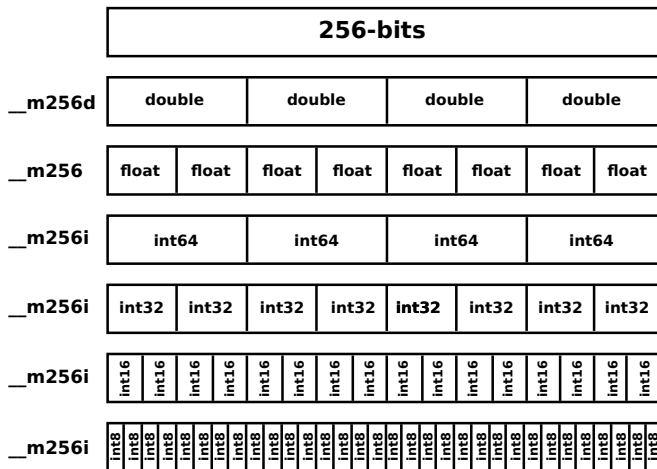 256-bits
__m256d double double double double
__m256 float float float float float float float float
__m256i int64 int64 int64 int64
__m256i int32 int32 int32 int32 int32 int32 int32 int32
__m256i int16 int16 int16 int16 int16 int16 int16 int16 int16 int16 int16 int16 int16 int16 int16 int16
__m256i int8 int8 int8 int8 int8 int8 int8 int8 int8 int8 int8 int8 int8 int8 int8 int8 int8 int8 int8 int8 int8 int8 int8 int8 int8 int8 int8 int8 int8 int8 int8 int8